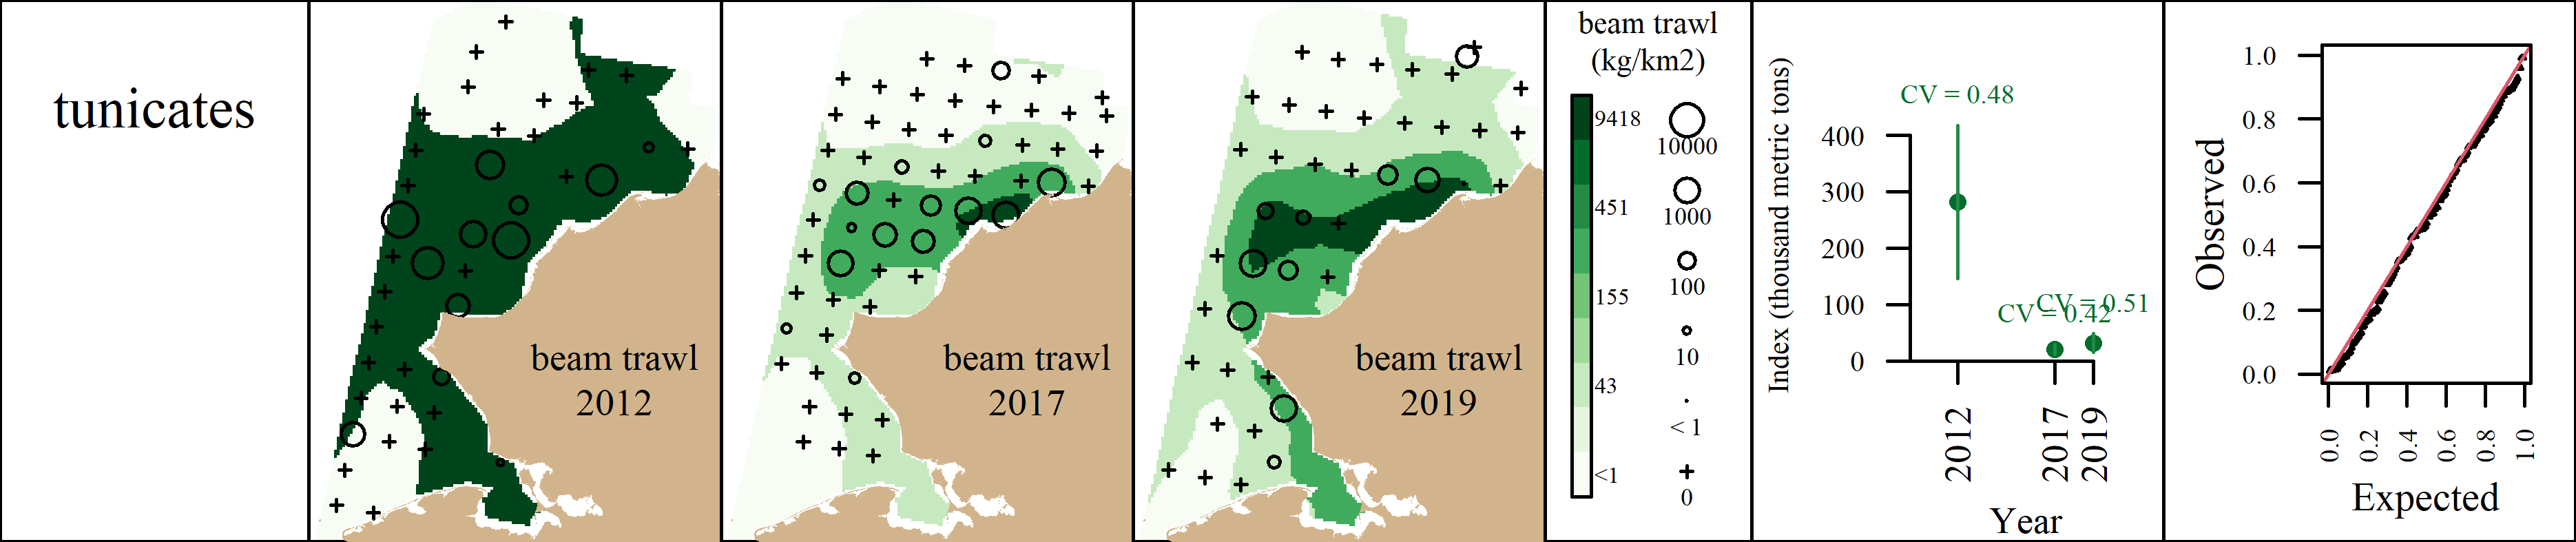 tunicates
beam trawl
2012
beam trawl
2017
beam trawl
2019
beam trawl
(kg/km2)
9418
451
155
43
<1
10000
1000
100
10
< 1
0
Index (thousand metric tons)
400
300
200
100
0
CV = 0.48
CV = 0.42
CV = 0.51
2012
2017
2019
Year
Observed
1.0
0.8
0.6
0.4
0.2
0.0
0.0
0.2
0.4
0.6
0.8
1.0
Expected